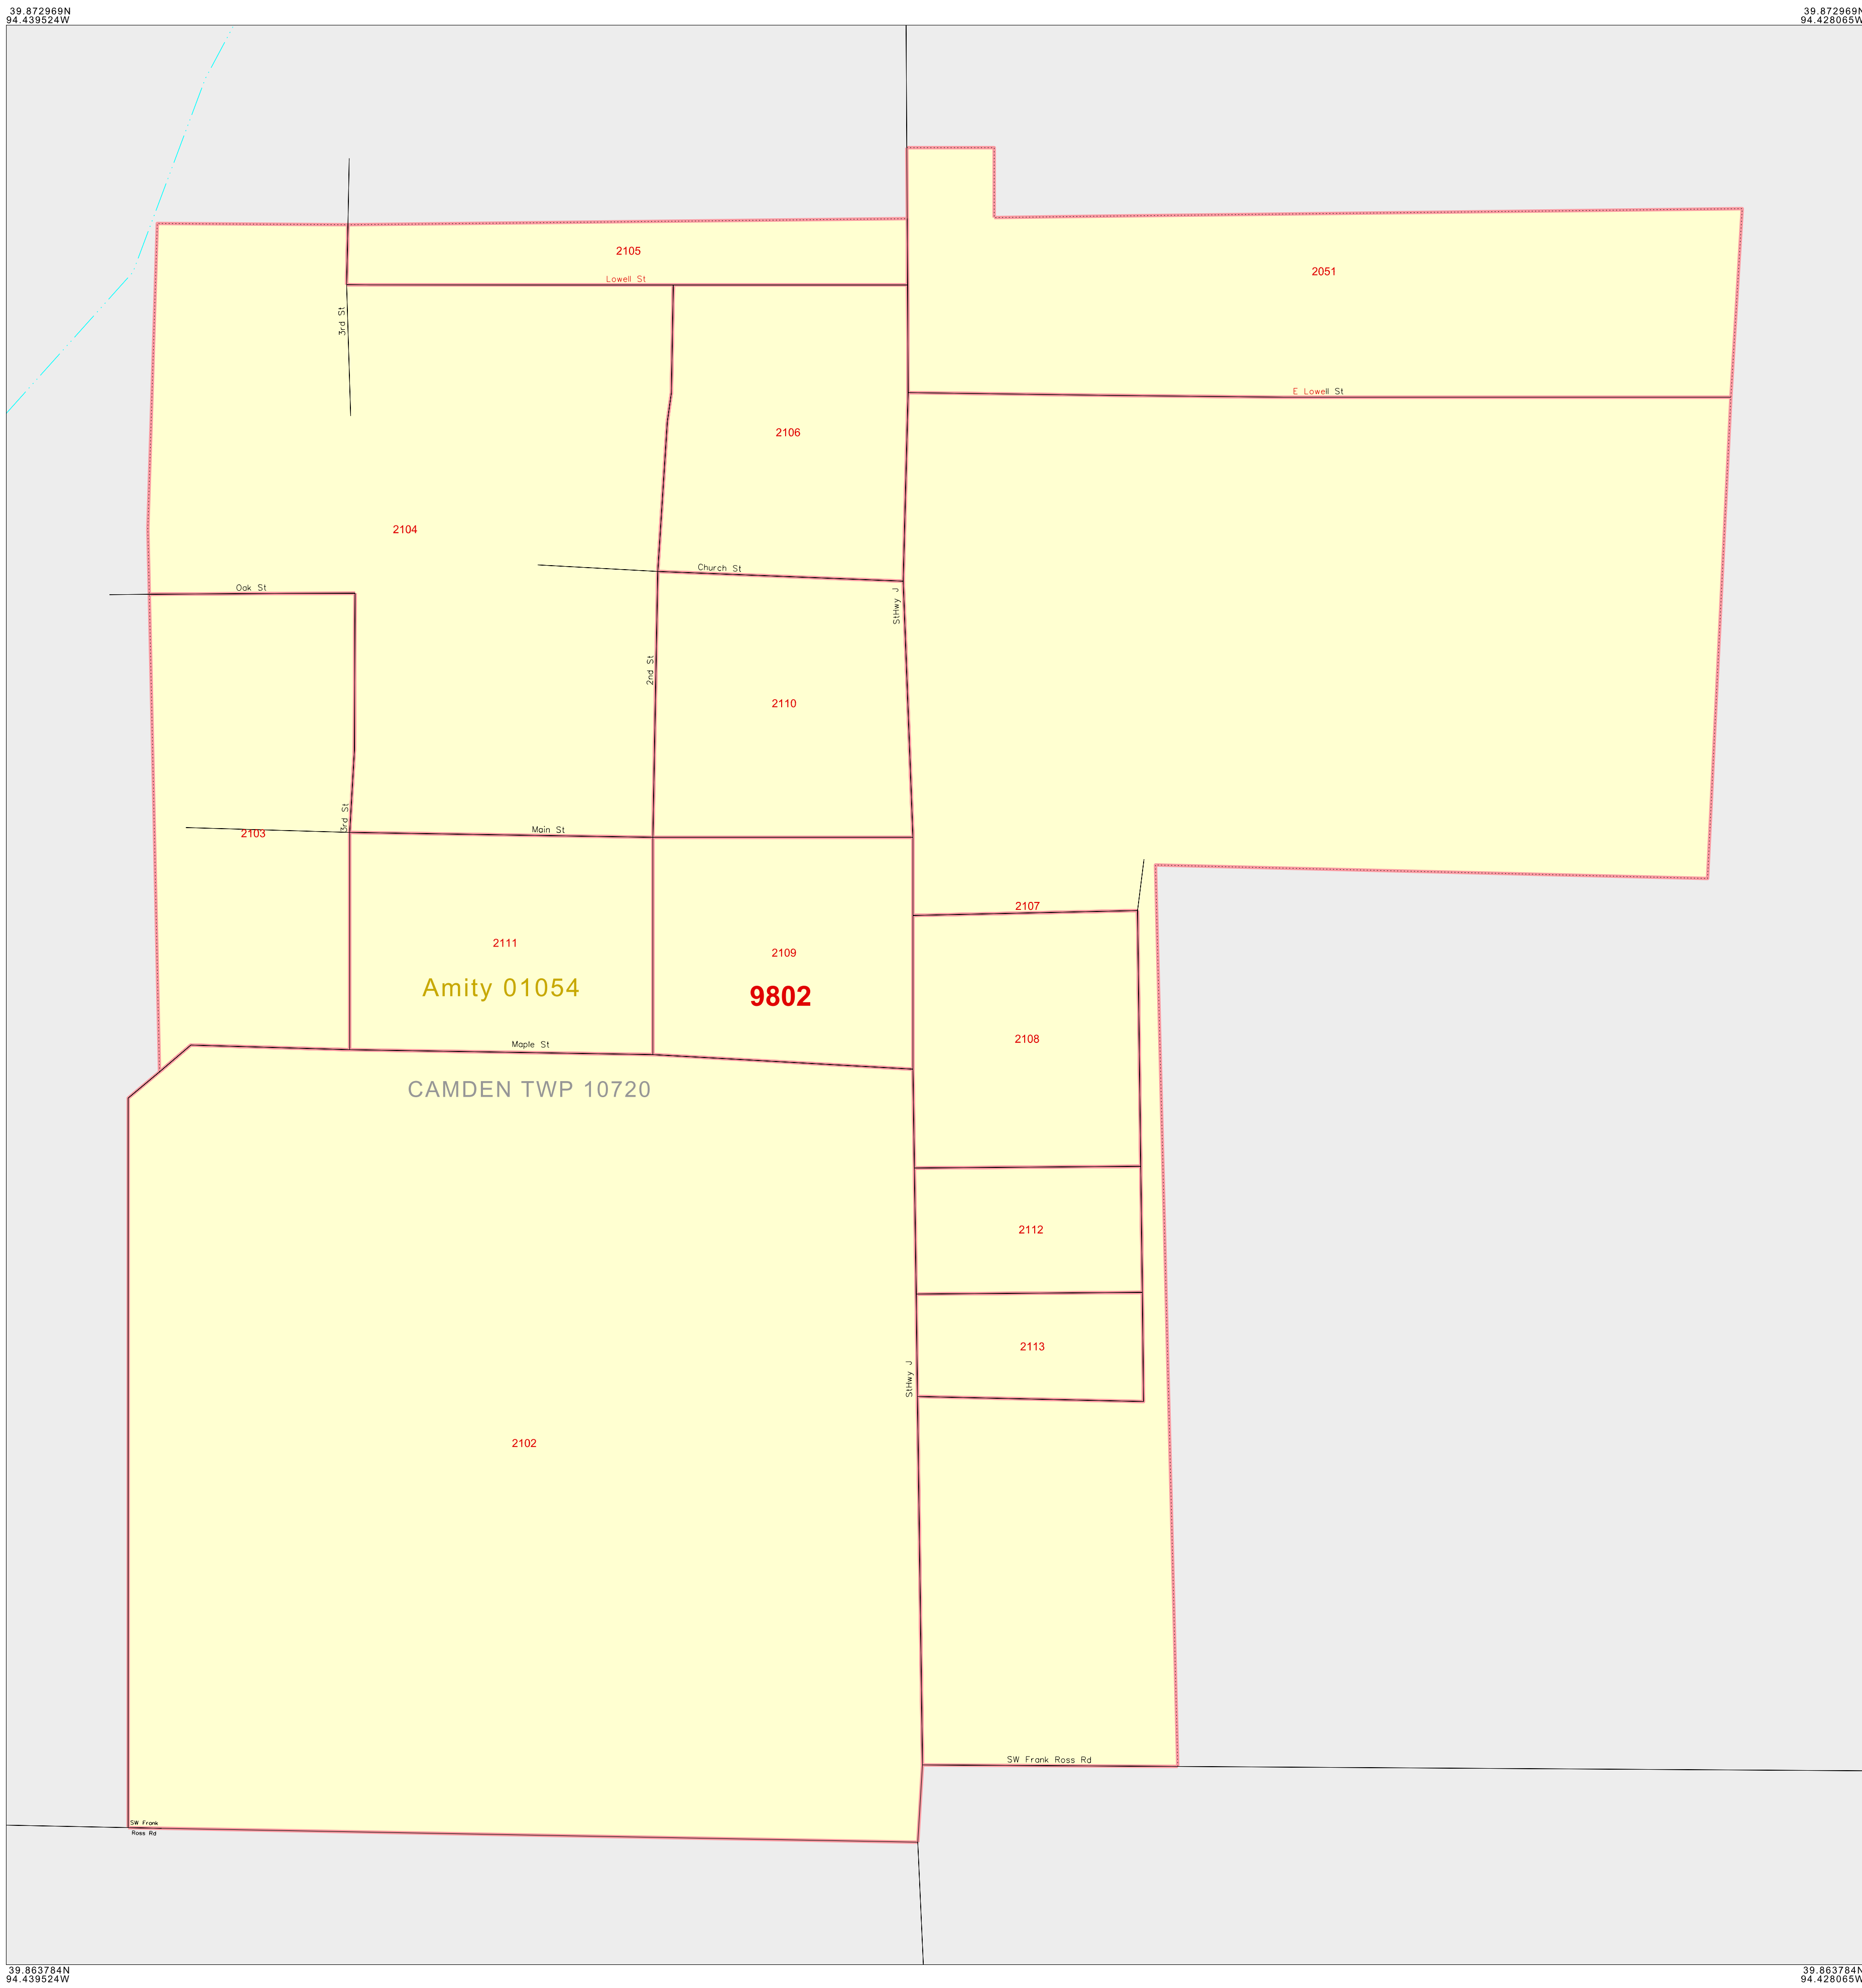 39.872969N
94.439524W
39.872969N
94.428065W
2105
2051
Lowell St
3rd St
E Lowell St
2106
2104
Church St
Oak St
StHwy J
2nd St
2110
3rd St
Main St
2103
2107
2111
2109
Amity 01054
9802
2108
Maple St
CAMDEN TWP 10720
2112
2113
StHwy J
2102
SW Frank Ross Rd
SW Frank
Ross Rd
39.863784N
94.439524W
39.863784N
94.428065W